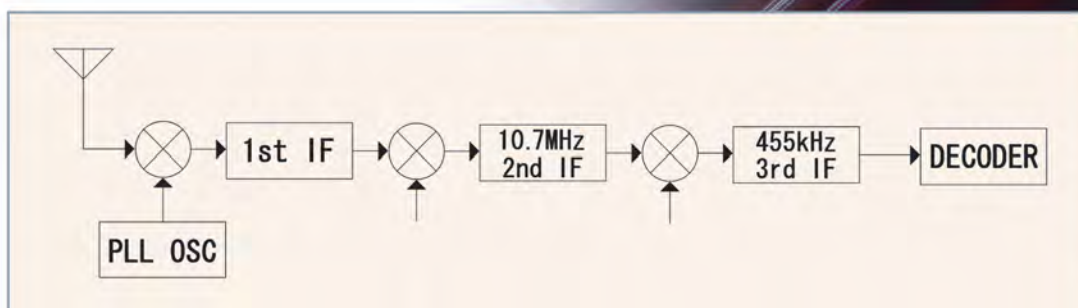 1st IF
10.7MHz
2nd IF
455kHz
3rd IF
DECODER
PLL OSC